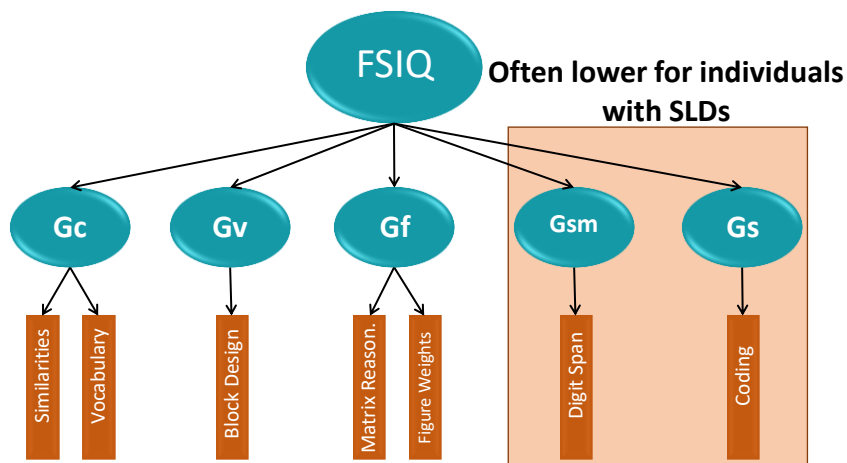 FSIQ
Often lower for individuals
with SLDs
Gc
Gv
Gf
Gsm
Gs
Similarities
Vocabulary
Block Design
Matrix Reason.
Figure Weights
Digit Span
Coding